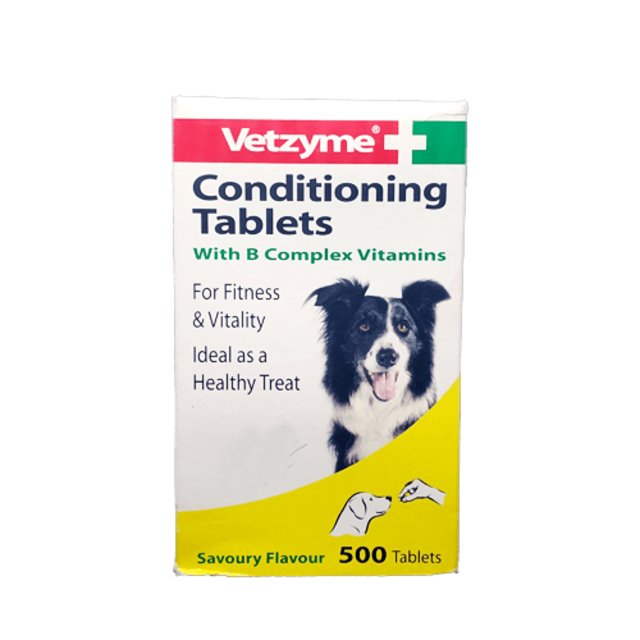 Vetzyme®
Conditioning
Tablets
With B Complex Vitamins
For Fitness
& Vitality
Ideal as a
Healthy Treat
Savoury Flavour 500 Tablets